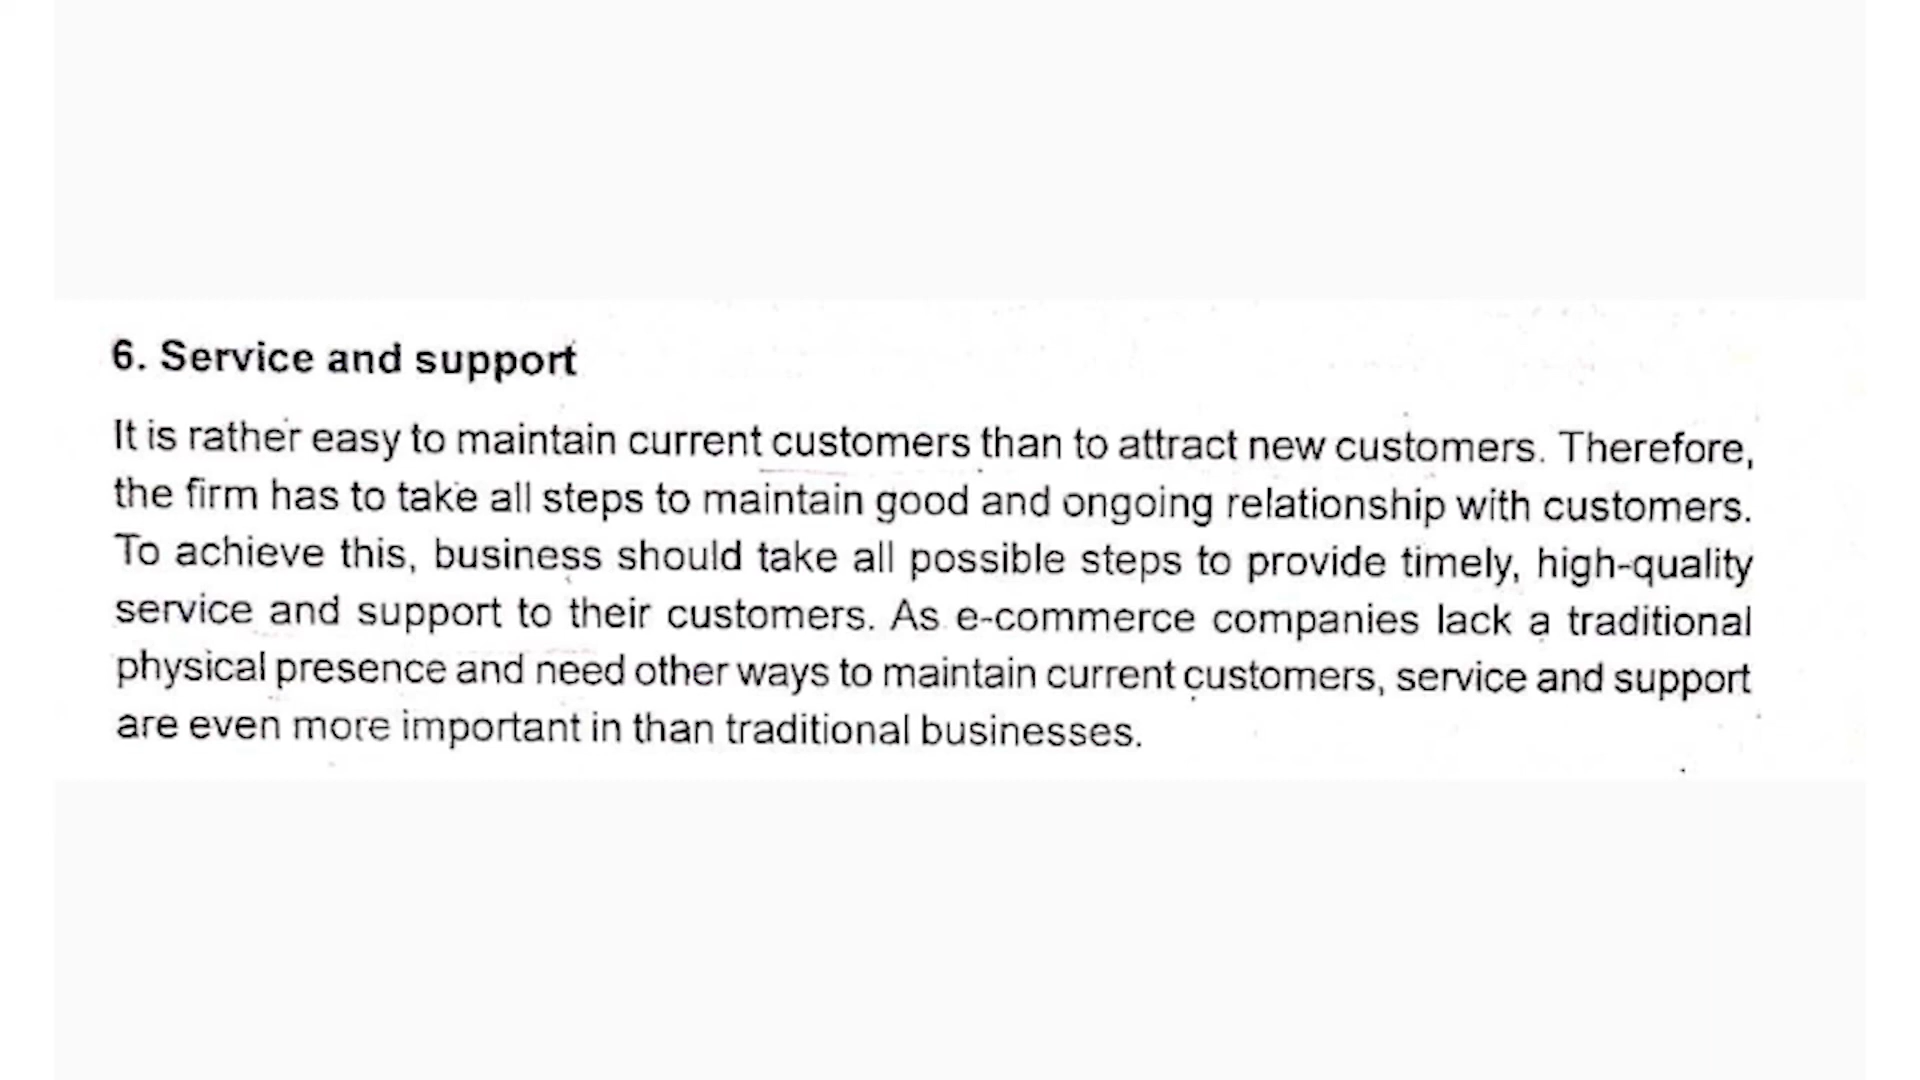 6. Service and support
It is rather easy to maintain current customers than to attract new customers. Therefore,
the firm has to take all steps to maintain good and ongoing relationship with customers.
To achieve this, business should take all possible steps to provide timely, high-quality
service and support to their customers. As e-commerce companies lack a traditional
physical presence and need other ways to maintain current customers, service and support
are even more important in than traditional businesses.